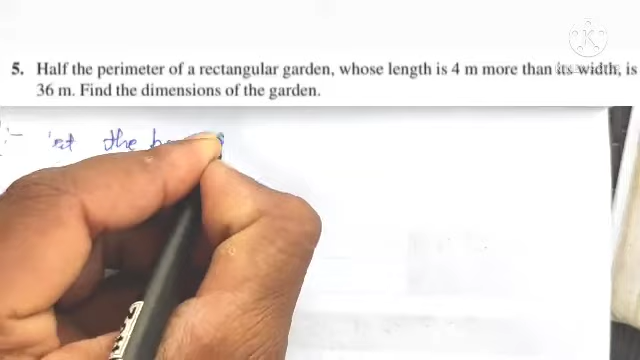 5. Half the perimeter of a rectangular garden, whose length is 4 m more than its width, is
36 m. Find the dimensions of the garden.
the